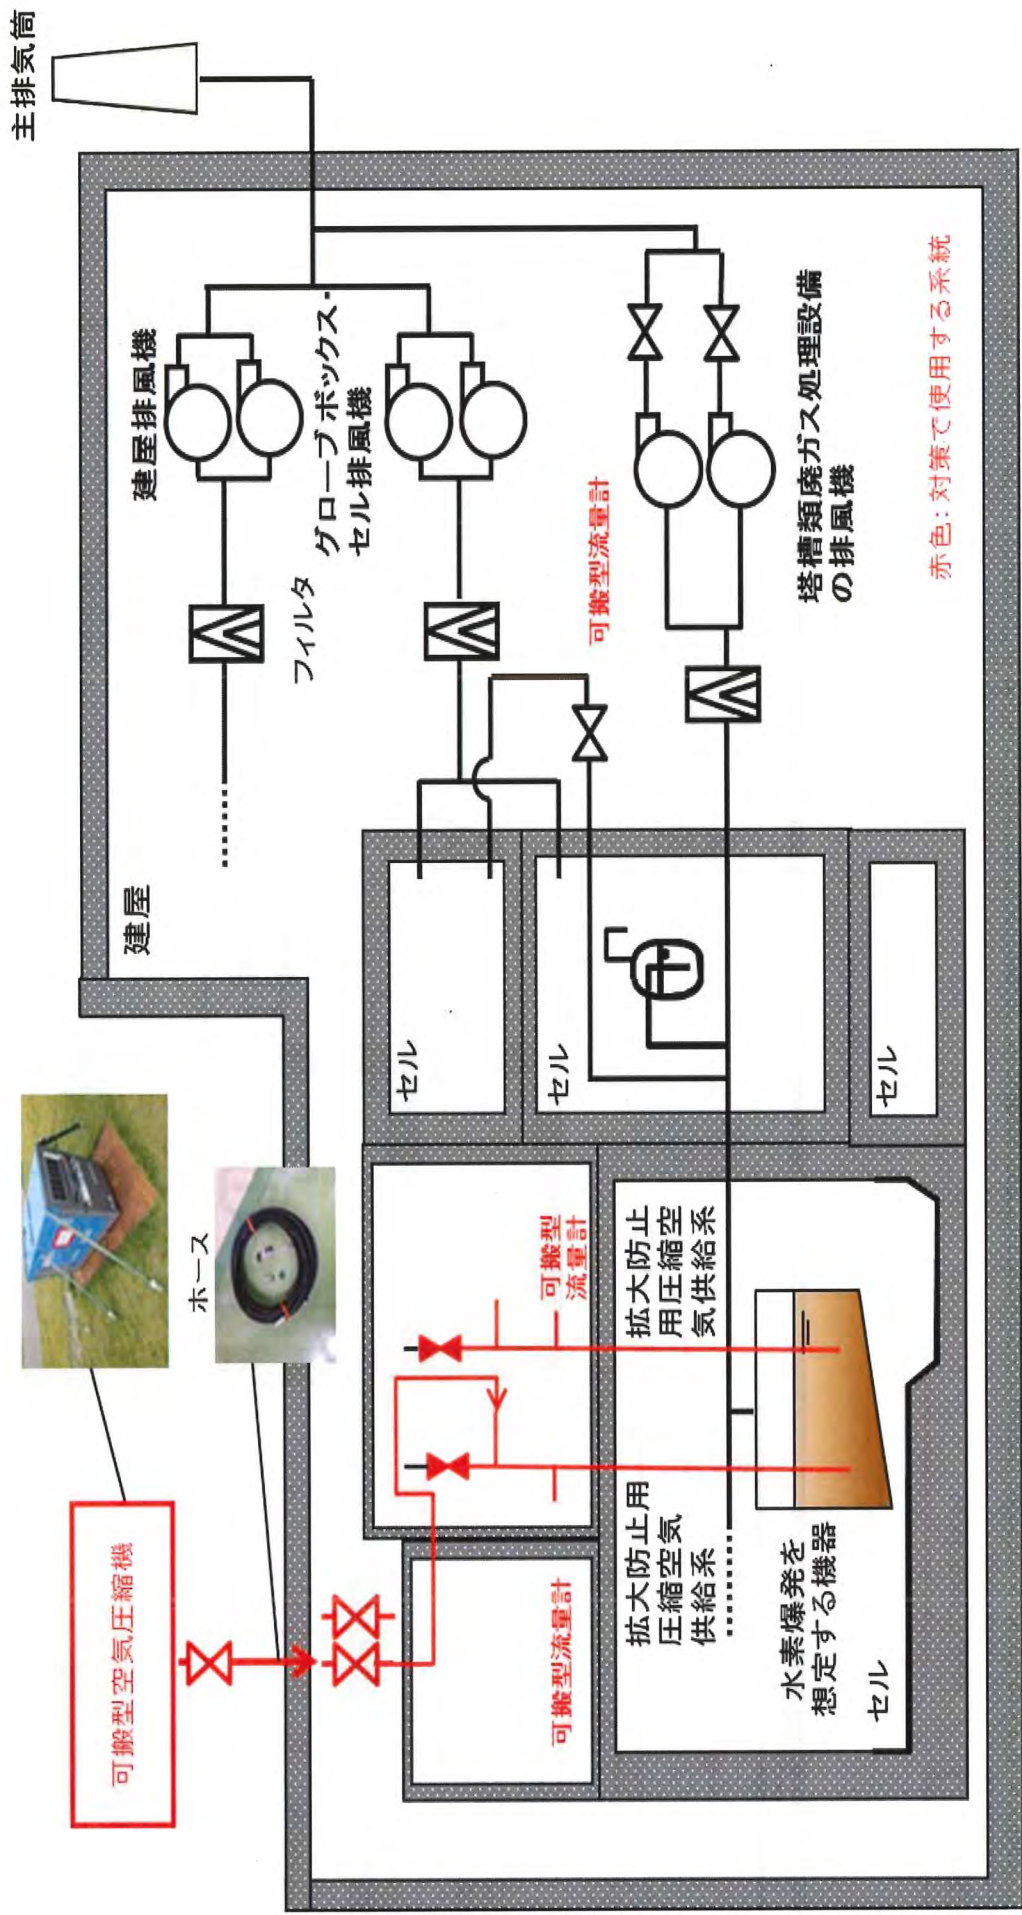 主排気筒
建屋排風機
グローブボックス・
セル排風機
フィルタ
建屋
可搬型流量計
塔槽類廃ガス処理設備
の排風機
赤色：対策で使用する系統
セル
セル
セル
ホース
可搬型空気圧縮機
可搬型
流量計
可搬型流量計
拡大防止
用圧縮空
気供給系
拡大防止用
圧縮空気
供給系
水素爆発を
想定する機器
セル